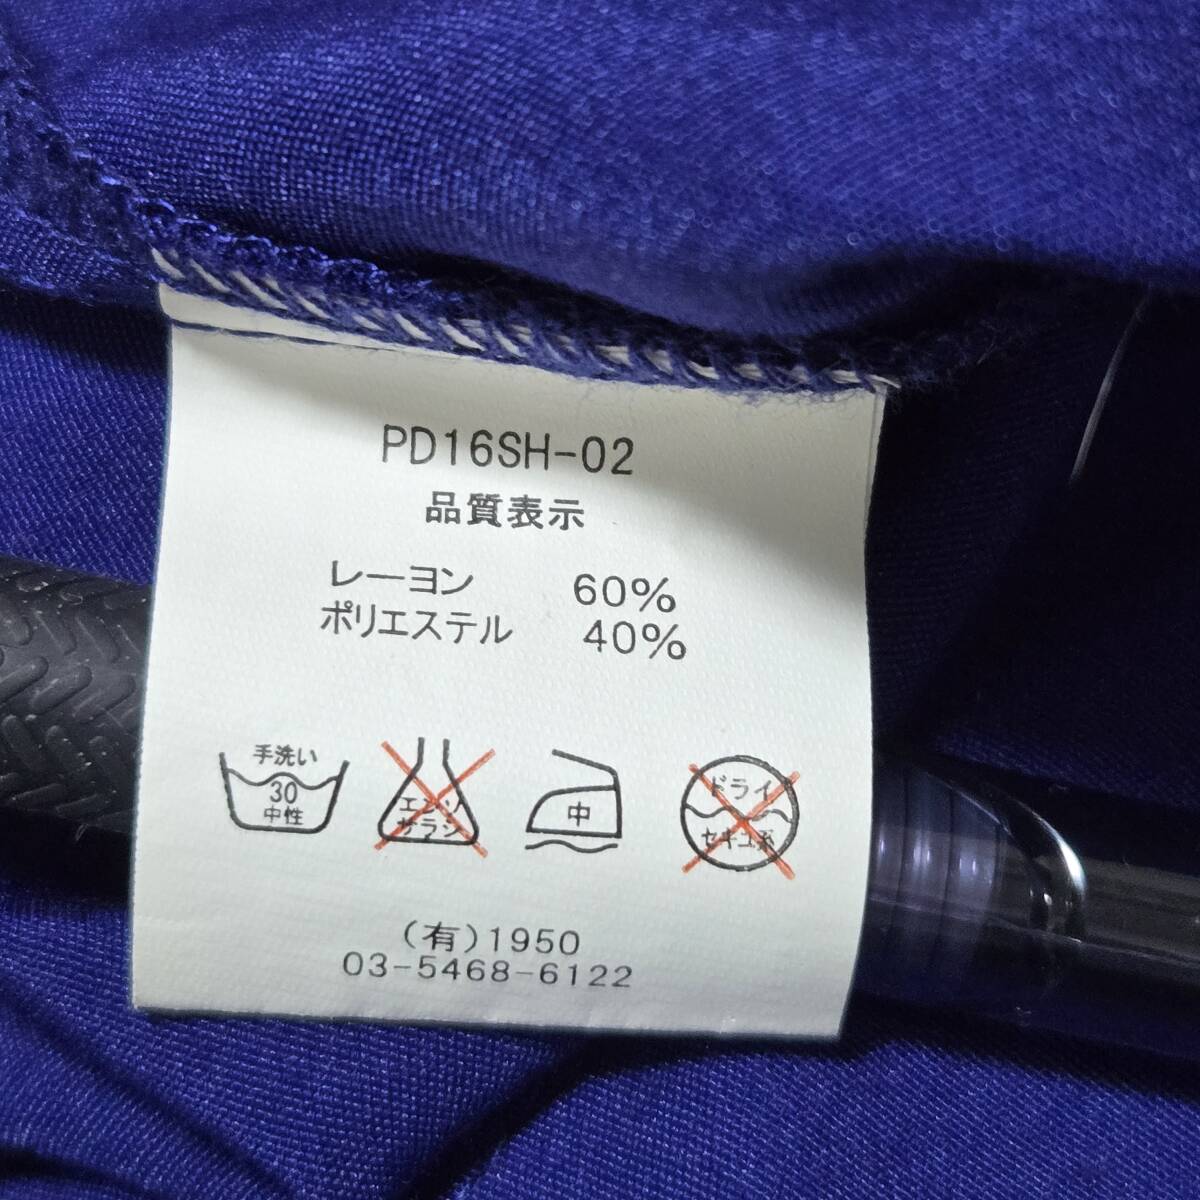 PD16SH-02
品質表示
レーヨン 60%
ポリエステル 40%
手洗い
30
中性
エンソ
サラシ
中
ドライ
セキユ系
(有)1950
03-5468-6122